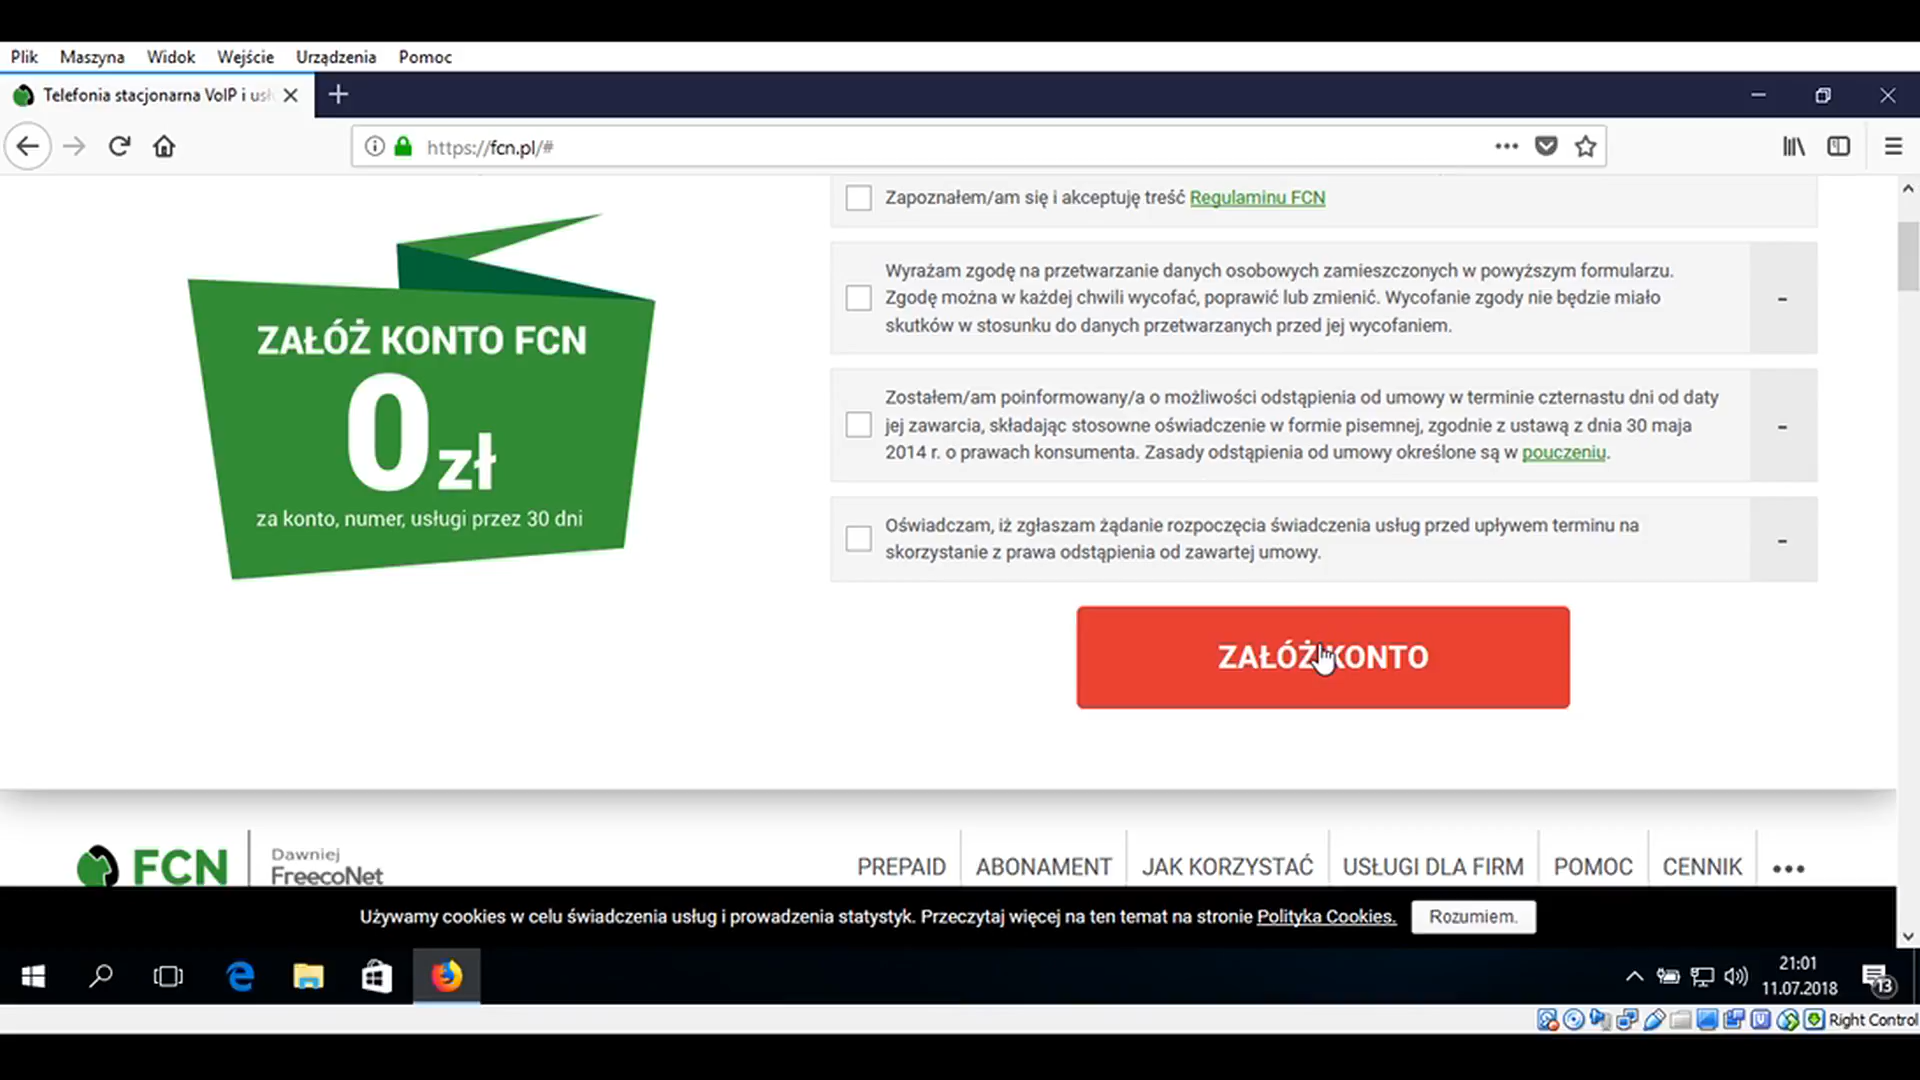 Plik Maszyna Widok Wejście Urządzenia Pomoc
Telefonia stacjonarna VoIP i usł
https://fcn.pl/#
Zapoznałem/am się i akceptuję treść Regulaminu FCN
Wyrażam zgodę na przetwarzanie danych osobowych zamieszczonych w powyższym formularzu.
Zgodę można w każdej chwili wycofać, poprawić lub zmienić. Wycofanie zgody nie będzie miało
skutków w stosunku do danych przetwarzanych przed jej wycofaniem.
-
ZAŁÓŻ KONTO FCN
0 zł
za konto, numer, usługi przez 30 dni
Zostałem/am poinformowany/a o możliwości odstąpienia od umowy w terminie czternastu dni od daty
jej zawarcia, składając stosowne oświadczenie w formie pisemnej, zgodnie z ustawą z dnia 30 maja
2014 r. o prawach konsumenta. Zasady odstąpienia od umowy określone są w pouczeniu.
-
Oświadczam, iż zgłaszam żądanie rozpoczęcia świadczenia usług przed upływem terminu na
skorzystanie z prawa odstąpienia od zawartej umowy.
-
ZAŁÓŻ KONTO
FCN
Dawniej
FreecoNet
PREPAID ABONAMENT JAK KORZYSTAĆ USŁUGI DLA FIRM POMOC CENNIK
Używamy cookies w celu świadczenia usług i prowadzenia statystyk. Przeczytaj więcej na ten temat na stronie Polityka Cookies. Rozumiem.
21:01
11.07.2018
13
Right Control